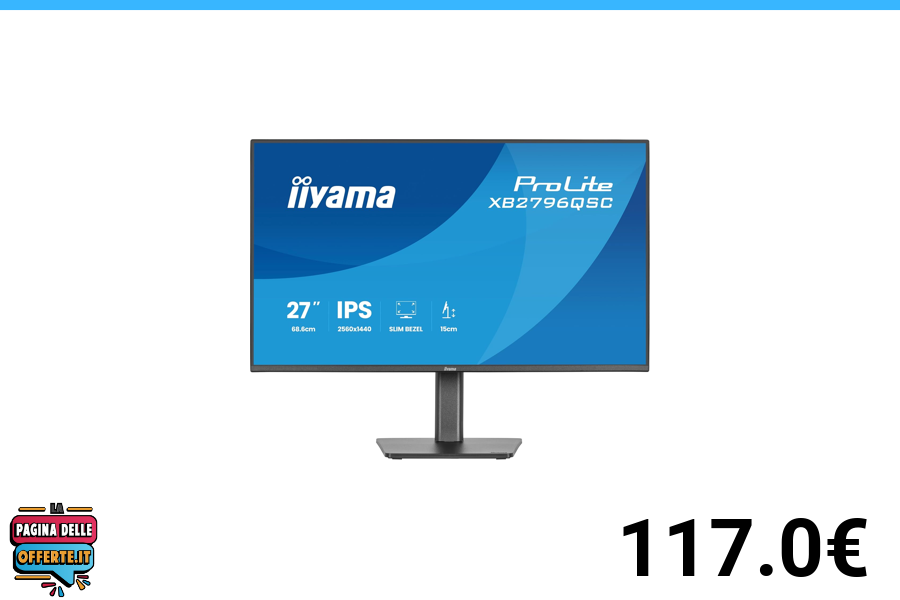 iiyama
ProLite
XB2796QSC
27”
68.6cm
IPS
2560x1440
SLIM BEZEL
15cm
iiyama
LA
PAGINA DELLE
OFFERTE.IT
117.0€